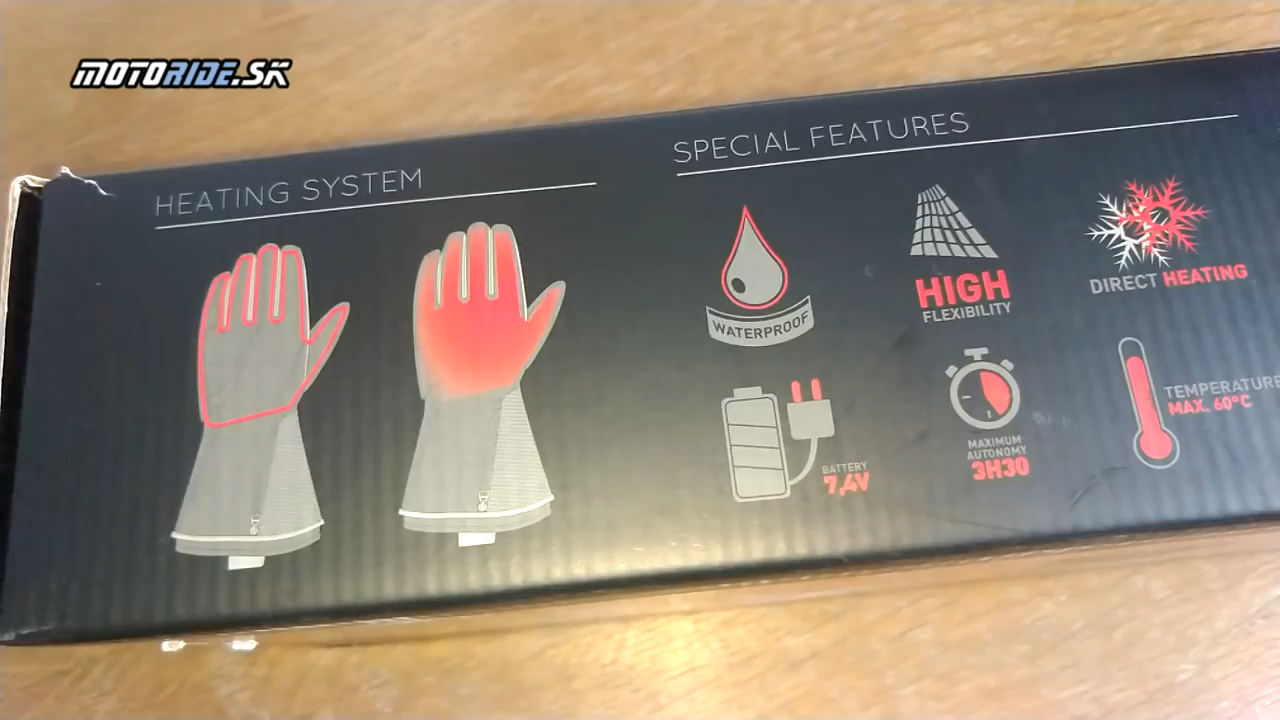 MOTORIDE.SK
HEATING SYSTEM
SPECIAL FEATURES
WATERPROOF
HIGH
FLEXIBILITY
DIRECT HEATING
BATTERY
7,4V
MAXIMUM
AUTONOMY
3H30
TEMPERATURE
MAX. 60°C